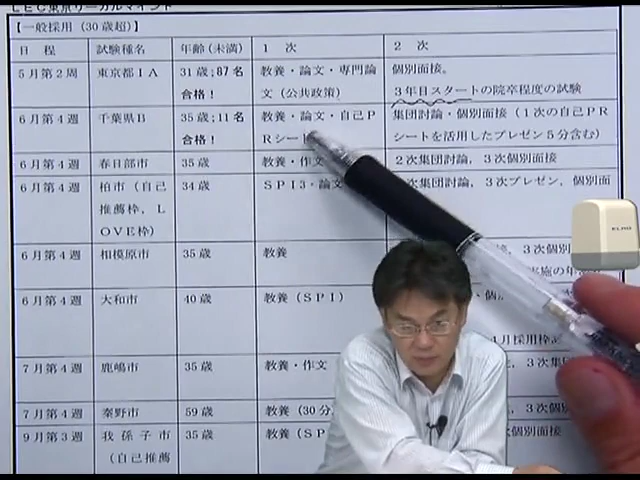 LEC東京リーガルマインド
【一般採用（30歳超）】
日　程　試験種名　年齢（未満）　1　次　2　次
5月第2週　東京都ⅠA　31歳；87名　教養・論文・専門論　個別面接。
合格！　文（公共政策）　3年目スタートの院卒程度の試験
6月第4週　千葉県B　35歳；11名　教養・論文・自己P　集団討論・個別面接（1次の自己PR
合格！　Rシート　シートを活用したプレゼン5分含む）
6月第4週　春日部市　35歳　教養・作文　2次集団討論、3次個別面接
6月第4週　柏市（自己　34歳　SPI3・論文　次集団討論、3次プレゼン、個別面
推薦枠、L
OVE枠）
6月第4週　相模原市　35歳　教養　、3次個別
実施の年
6月第4週　大和市　40歳　教養（SPI）　、個
4月採用枠
7月第4週　鹿嶋市　35歳　教養・作文　、3次
7月第4週　秦野市　59歳　教養（30分　、3次個別
9月第3週　我孫子市　35歳　教養（SP　個別面接
（自己推薦
ELMO